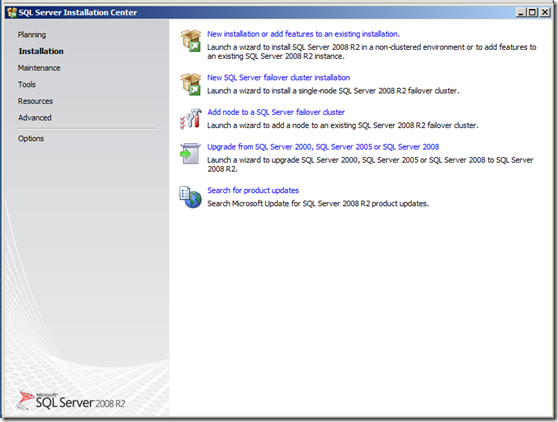 SQL Server Installation Center
Planning
Installation
Maintenance
Tools
Resources
Advanced
Options
New installation or add features to an existing installation.
Launch a wizard to install SQL Server 2008 R2 in a non-clustered environment or to add features to
an existing SQL Server 2008 R2 instance.
New SQL Server failover cluster installation
Launch a wizard to install a single-node SQL Server 2008 R2 failover cluster.
Add node to a SQL Server failover cluster
Launch a wizard to add a node to an existing SQL Server 2008 R2 failover cluster.
Upgrade from SQL Server 2000, SQL Server 2005 or SQL Server 2008
Launch a wizard to upgrade SQL Server 2000, SQL Server 2005 or SQL Server 2008 to SQL Server
2008 R2.
Search for product updates
Search Microsoft Update for SQL Server 2008 R2 product updates.
Microsoft
SQL Server 2008 R2